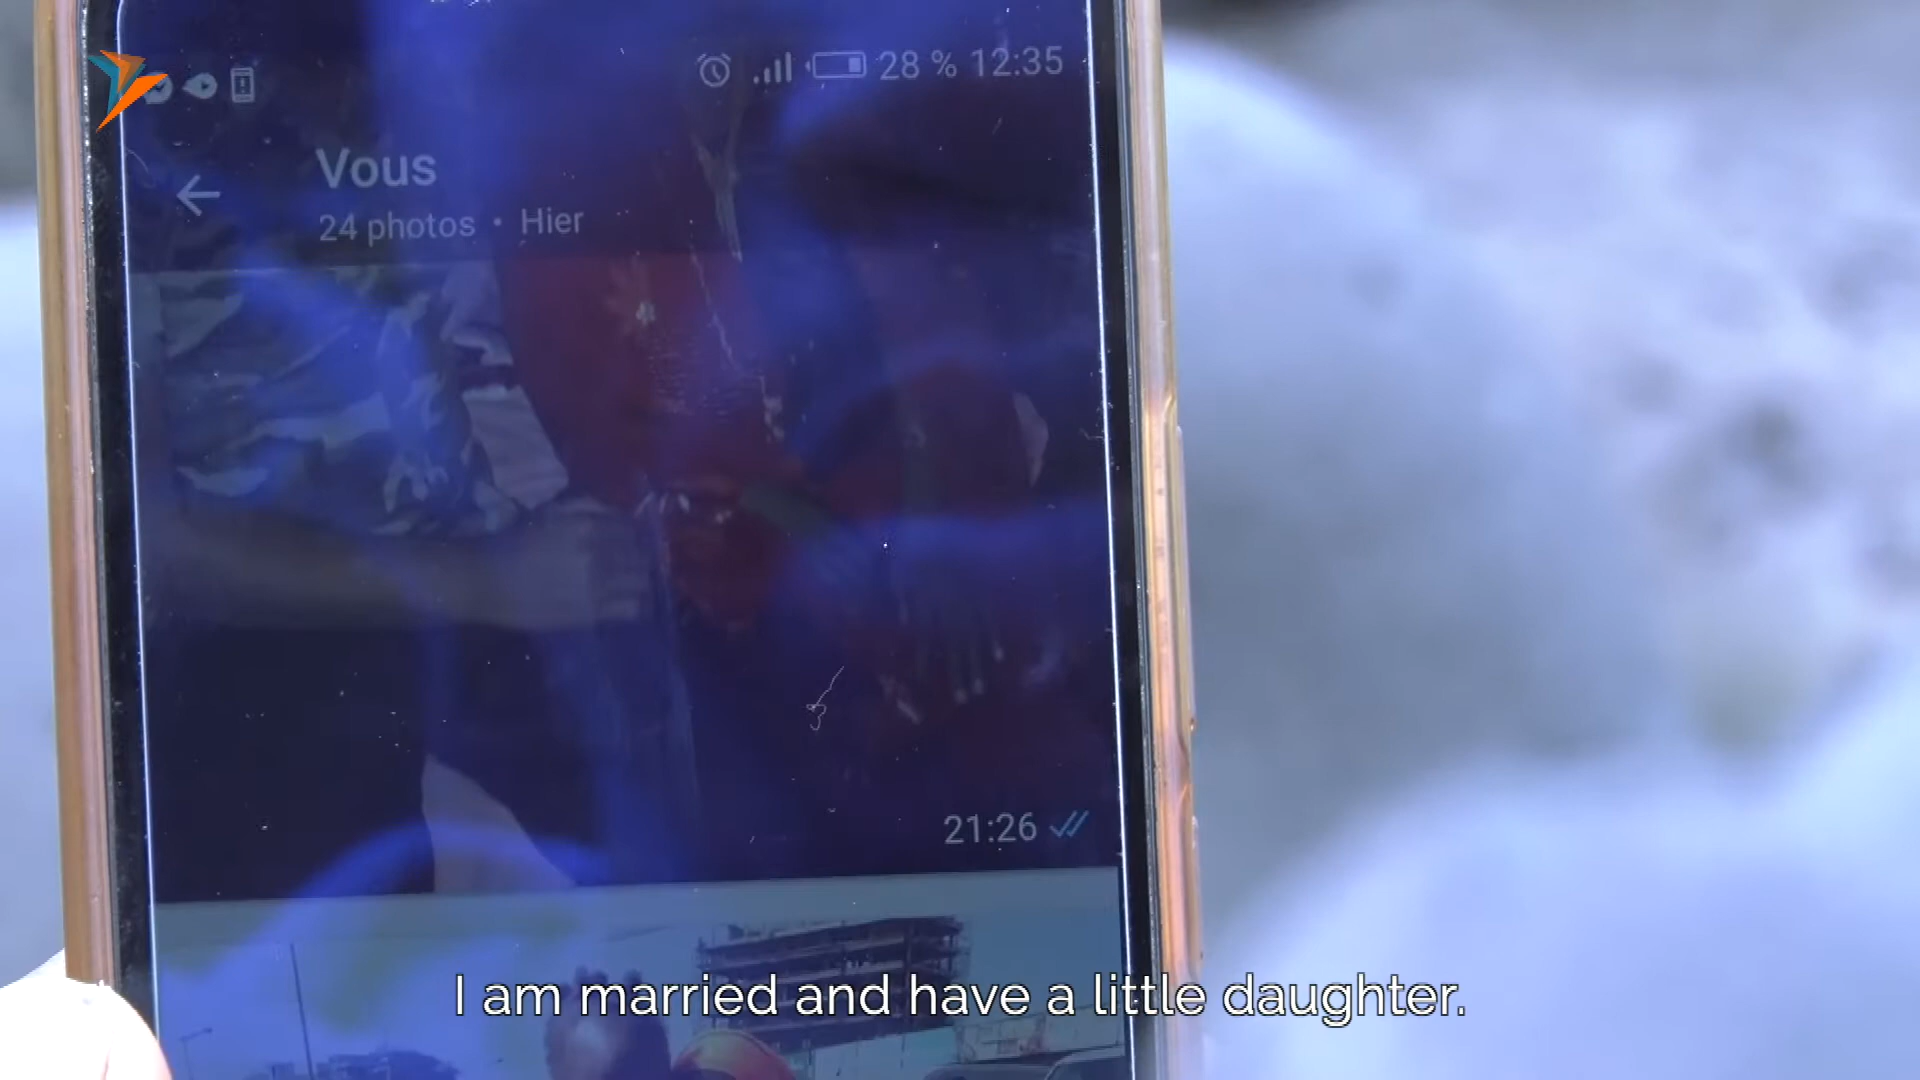 28 % 12:35
Vous
24 photos • Hier
21:26
I am married and have a little daughter.